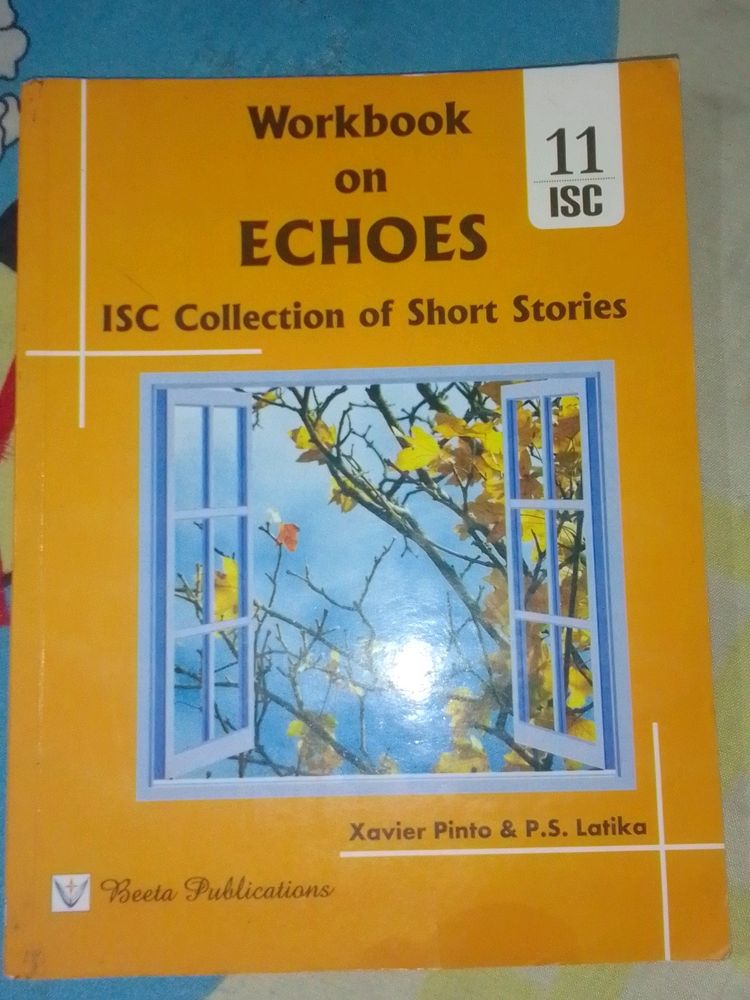 Workbook
on
ECHOES
11
ISC
ISC Collection of Short Stories
Xavier Pinto & P.S. Latika
Beeta Publications